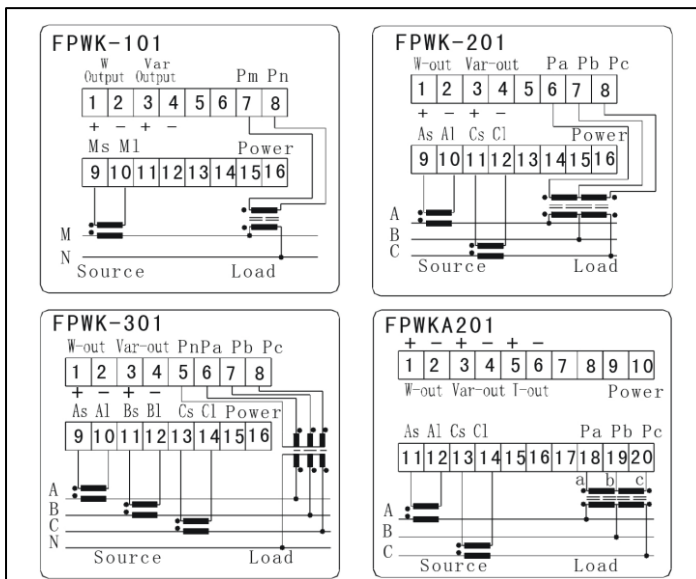 FPWK-101
W Output Var Output Pm Pn
1 2 3 4 5 6 7 8
+ - + -
Ms Ml Power
9 10 11 12 13 14 15 16
M
N
Source Load
FPWK-201
W-out Var-out Pa Pb Pc
1 2 3 4 5 6 7 8
+ - + -
As Al Cs Cl Power
9 10 11 12 13 14 15 16
A
B
C
Source Load
FPWK-301
W-out Var-out Pn Pa Pb Pc
1 2 3 4 5 6 7 8
+ - + -
As Al Bs Bl Cs Cl Power
9 10 11 12 13 14 15 16
A
B
C
N
Source Load
FPWKA201
+ - + - + -
1 2 3 4 5 6 7 8 9 10
W-out Var-out I-out Power
As Al Cs Cl Pa Pb Pc
11 12 13 14 15 16 17 18 19 20
a b c
A
B
C
Source Load